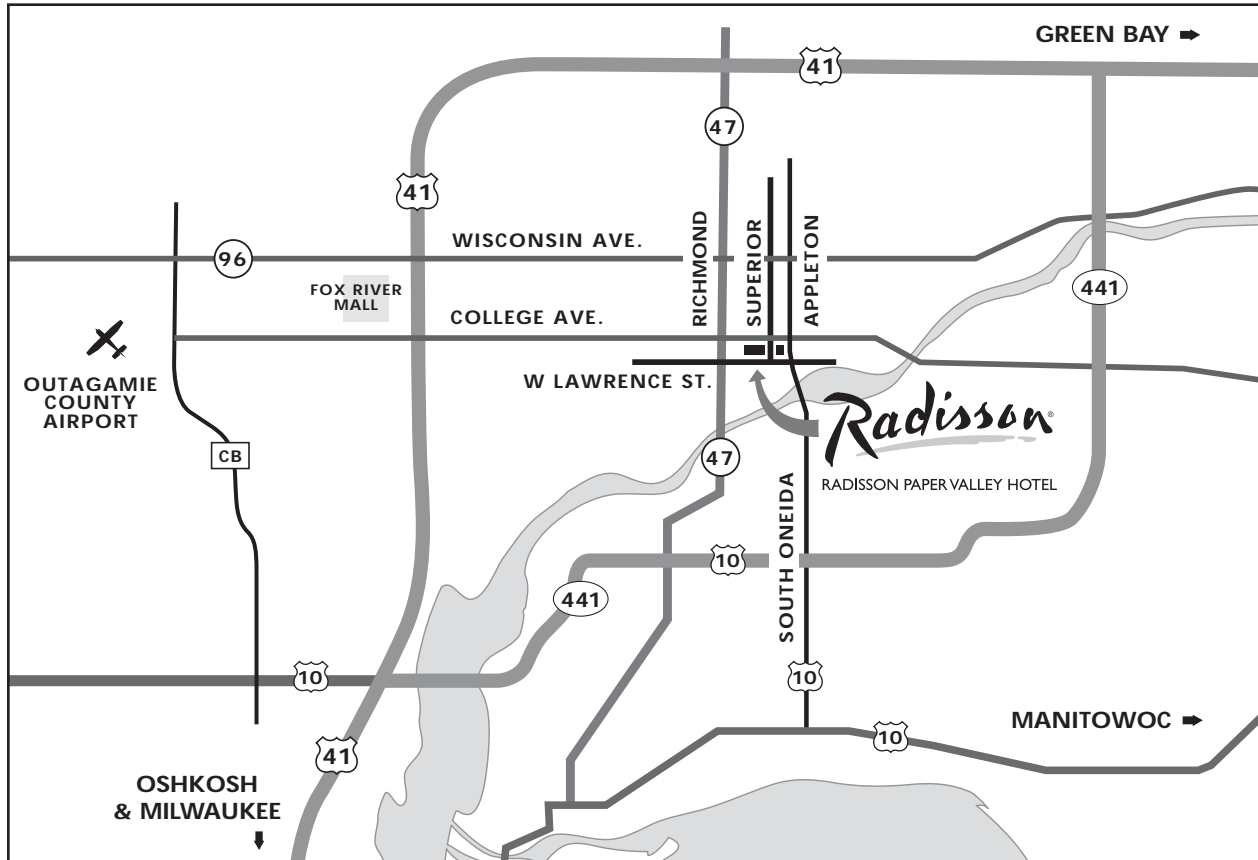 GREEN BAY
41
47
41
RICHMOND
SUPERIOR
APPLETON
WISCONSIN AVE.
96
441
FOX RIVER
MALL
COLLEGE AVE.
OUTAGAMIE
COUNTY
AIRPORT
W LAWRENCE ST.
Radisson®
CB
47
RADISSON PAPER VALLEY HOTEL
10
SOUTH ONEIDA
441
10
10
MANITOWOC
10
41
OSHKOSH
& MILWAUKEE